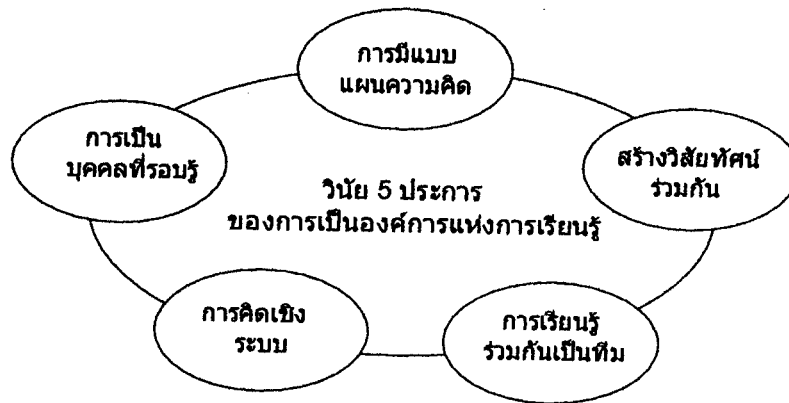 การมีแบบ
แผนความคิด
การเป็น
บุคคลที่รอบรู้
สร้างวิสัยทัศน์
ร่วมกัน
วินัย 5 ประการ
ของการเป็นองค์การแห่งการเรียนรู้
การคิดเชิง
ระบบ
การเรียนรู้
ร่วมกันเป็นทีม